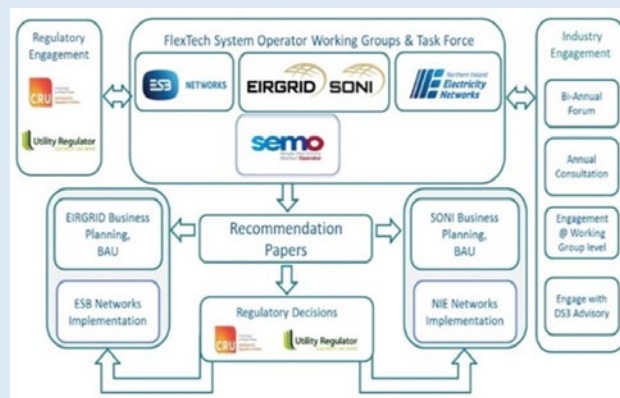 Regulatory
Engagement
CRU
Utility Regulator
FlexTech System Operator Working Groups & Task Force
ESB NETWORKS
EIRGRID SONI
Northern Ireland
Electricity
Networks
semo
Industry
Engagement
Bi-Annual
Forum
Annual
Consultation
Engagement
@ Working
Group level
Engage with
DS3 Advisory
EIRGRID Business
Planning,
BAU
ESB Networks
Implementation
Recommendation
Papers
SONI Business
Planning,
BAU
NIE Networks
Implementation
Regulatory Decisions
CRU
Utility Regulator